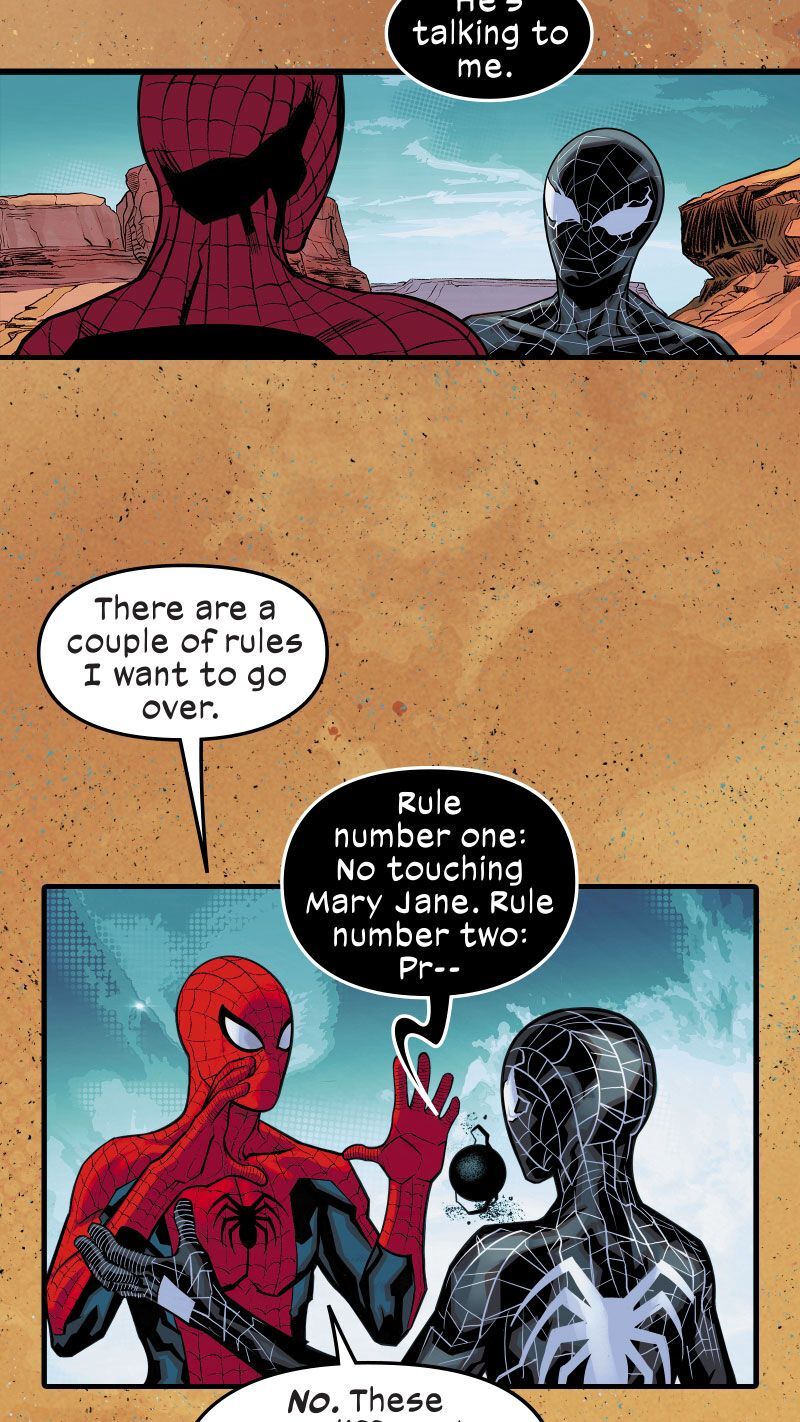 He's
talking to
me.
There are a
couple of rules
I want to go
over.
Rule
number one:
No touching
Mary Jane. Rule
number two:
Pr--
No. These